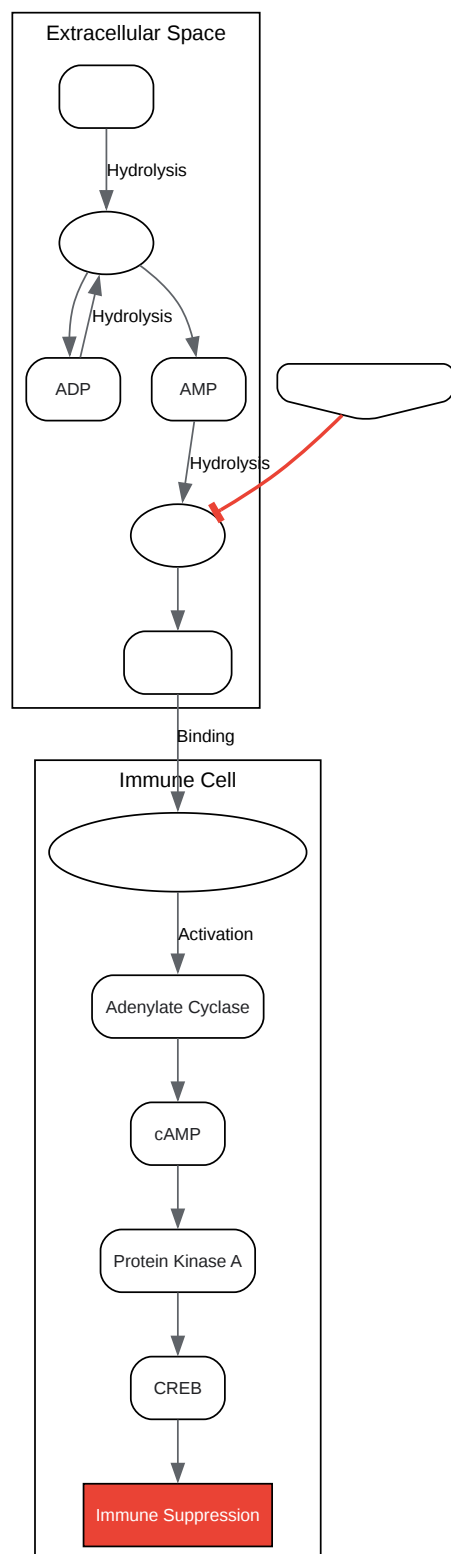 Extracellular Space
Hydrolysis
Hydrolysis
ADP
AMP
Hydrolysis
Binding
Immune Cell
Activation
Adenylate Cyclase
cAMP
Protein Kinase A
CREB
Immune Suppression